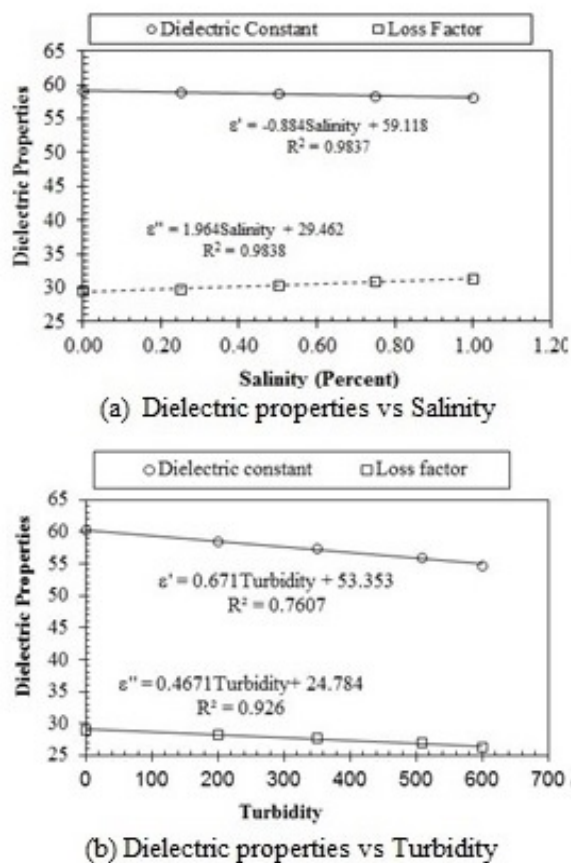 Dielectric Constant Loss Factor
65
60
55
50
45
40
35
30
25
Dielectric Properties
ε' = -0.884Salinity + 59.118
R² = 0.9837
ε" = 1.964Salinity + 29.462
R² = 0.9838
0.00 0.20 0.40 0.60 0.80 1.00 1.20
Salinity (Percent)
(a) Dielectric properties vs Salinity
Dielectric constant Loss factor
65
60
55
50
45
40
35
30
25
Dielectric Properties
ε' = 0.671Turbidity + 53.353
R² = 0.7607
ε" = 0.4671Turbidity+ 24.784
R² = 0.926
0 100 200 300 400 500 600 700
Turbidity
(b) Dielectric properties vs Turbidity